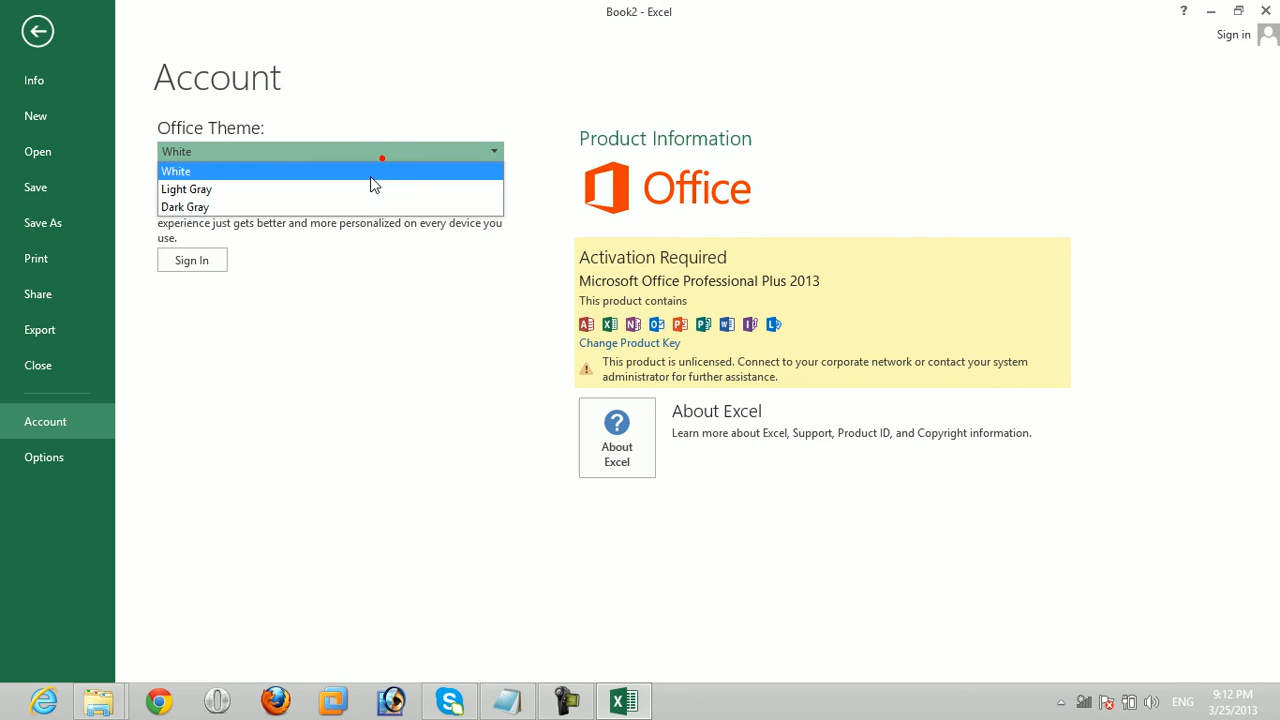 Book2 - Excel
?
Sign in
Info
New
Open
Save
Save As
Print
Share
Export
Close
Account
Options
Account
Office Theme:
White
White
Light Gray
Dark Gray
experience just gets better and more personalized on every device you
use.
Sign In
Product Information
Office
Activation Required
Microsoft Office Professional Plus 2013
This product contains
Change Product Key
This product is unlicensed. Connect to your corporate network or contact your system
administrator for further assistance.
?
About
Excel
About Excel
Learn more about Excel, Support, Product ID, and Copyright information.
ENG
9:12 PM
3/25/2013